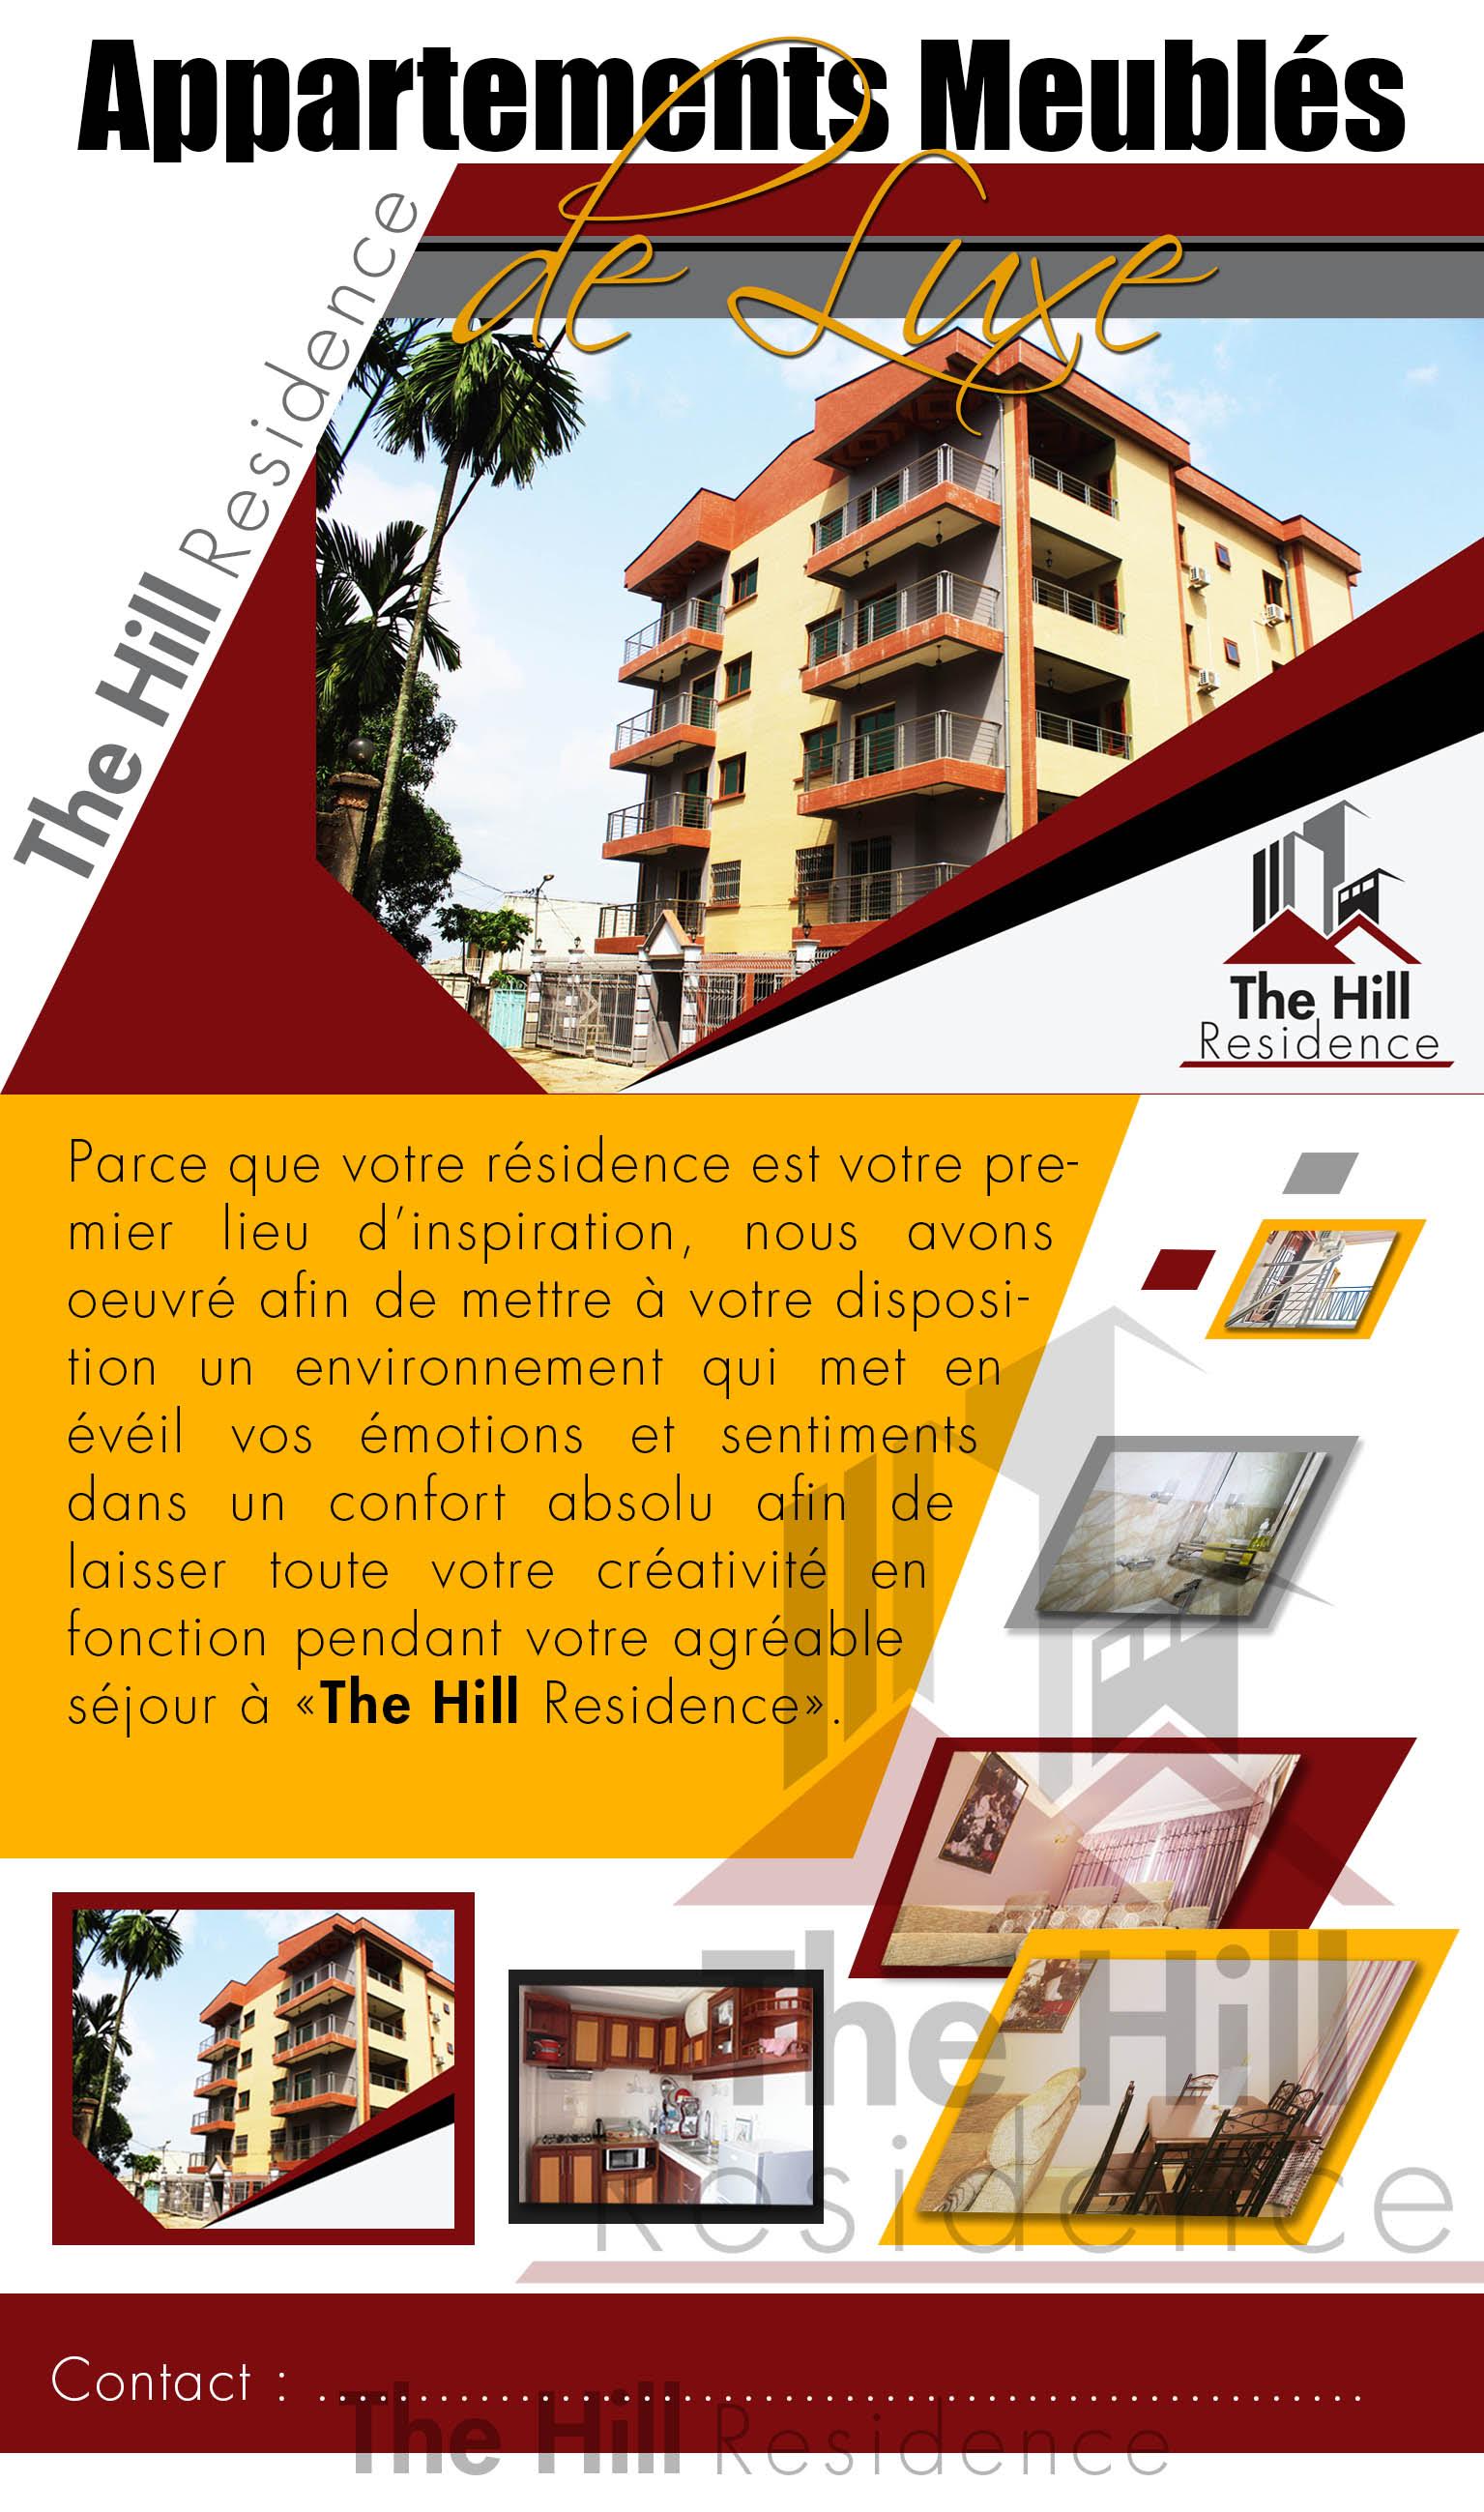 Appartements Meublés
de Luxe
The Hill Residence
The Hill
Residence
Parce que votre résidence est votre pre-
mier lieu d'inspiration, nous avons
oeuvré afin de mettre à votre disposi-
tion un environnement qui met en
évéil vos émotions et sentiments
dans un confort absolu afin de
laisser toute votre créativité en
fonction pendant votre agréable
séjour à «The Hill Residence».
The Hill
Residence
Contact : ....................................................
The Hill Residence